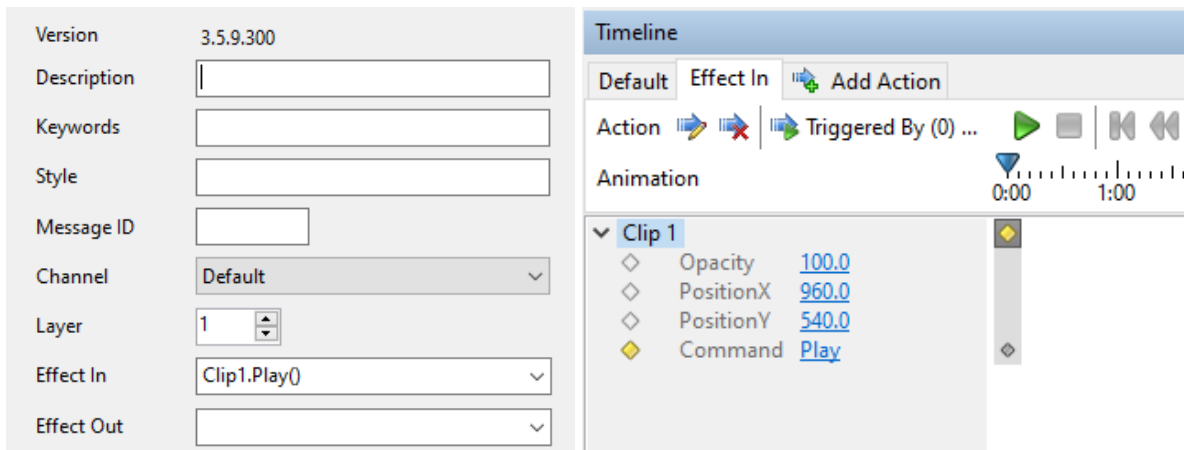 Version 3.5.9.300
Description
Keywords
Style
Message ID
Channel Default
Layer 1
Effect In Clip1.Play()
Effect Out
Timeline
Default Effect In Add Action
Action Triggered By (0) ...
Animation 0:00 1:00
Clip 1
Opacity 100.0
PositionX 960.0
PositionY 540.0
Command Play